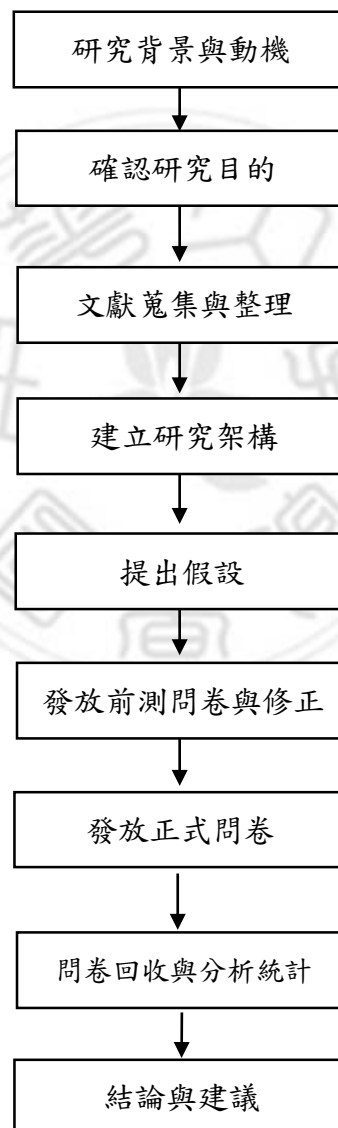 研究背景與動機
確認研究目的
文獻蒐集與整理
建立研究架構
提出假設
發放前測問卷與修正
發放正式問卷
問卷回收與分析統計
結論與建議